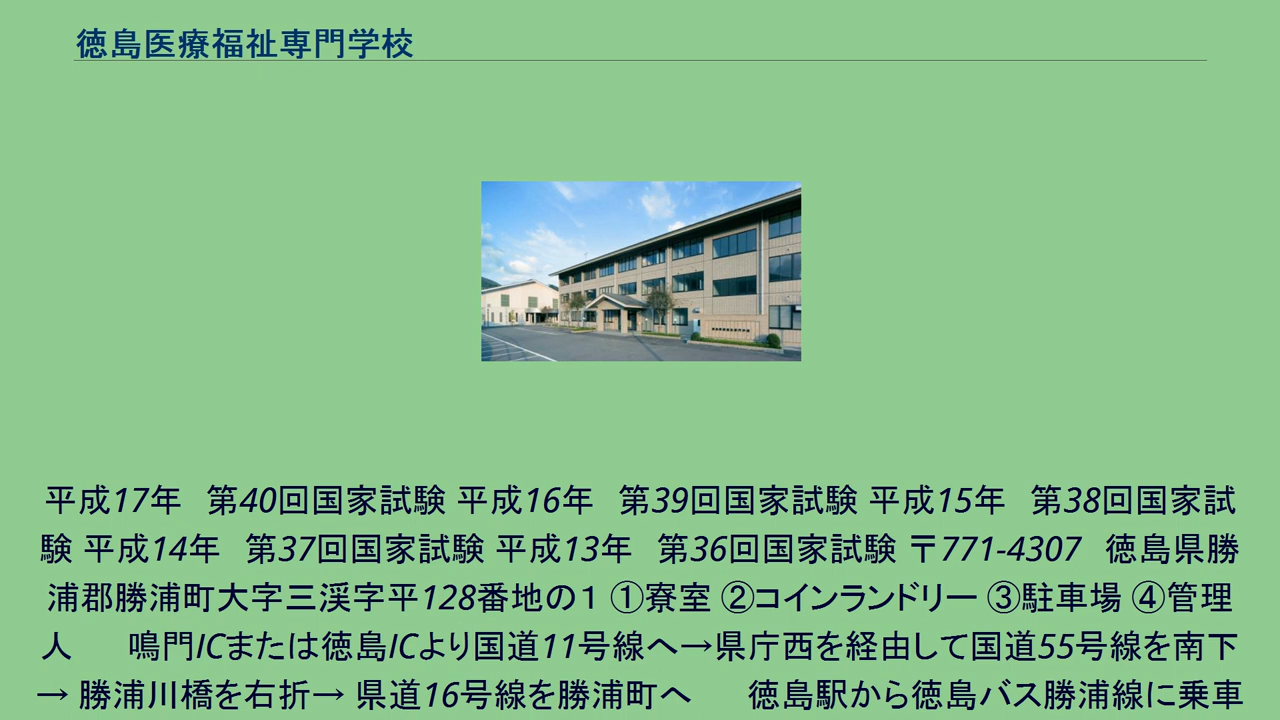 徳島医療福祉専門学校
平成17年 第40回国家試験 平成16年 第39回国家試験 平成15年 第38回国家試
験 平成14年 第37回国家試験 平成13年 第36回国家試験 〒771-4307 徳島県勝
浦郡勝浦町大字三渓字平128番地の１ ①寮室 ②コインランドリー ③駐車場 ④管理
人 鳴門ICまたは徳島ICより国道11号線へ→県庁西を経由して国道55号線を南下
→ 勝浦川橋を右折→ 県道16号線を勝浦町へ 徳島駅から徳島バス勝浦線に乗車